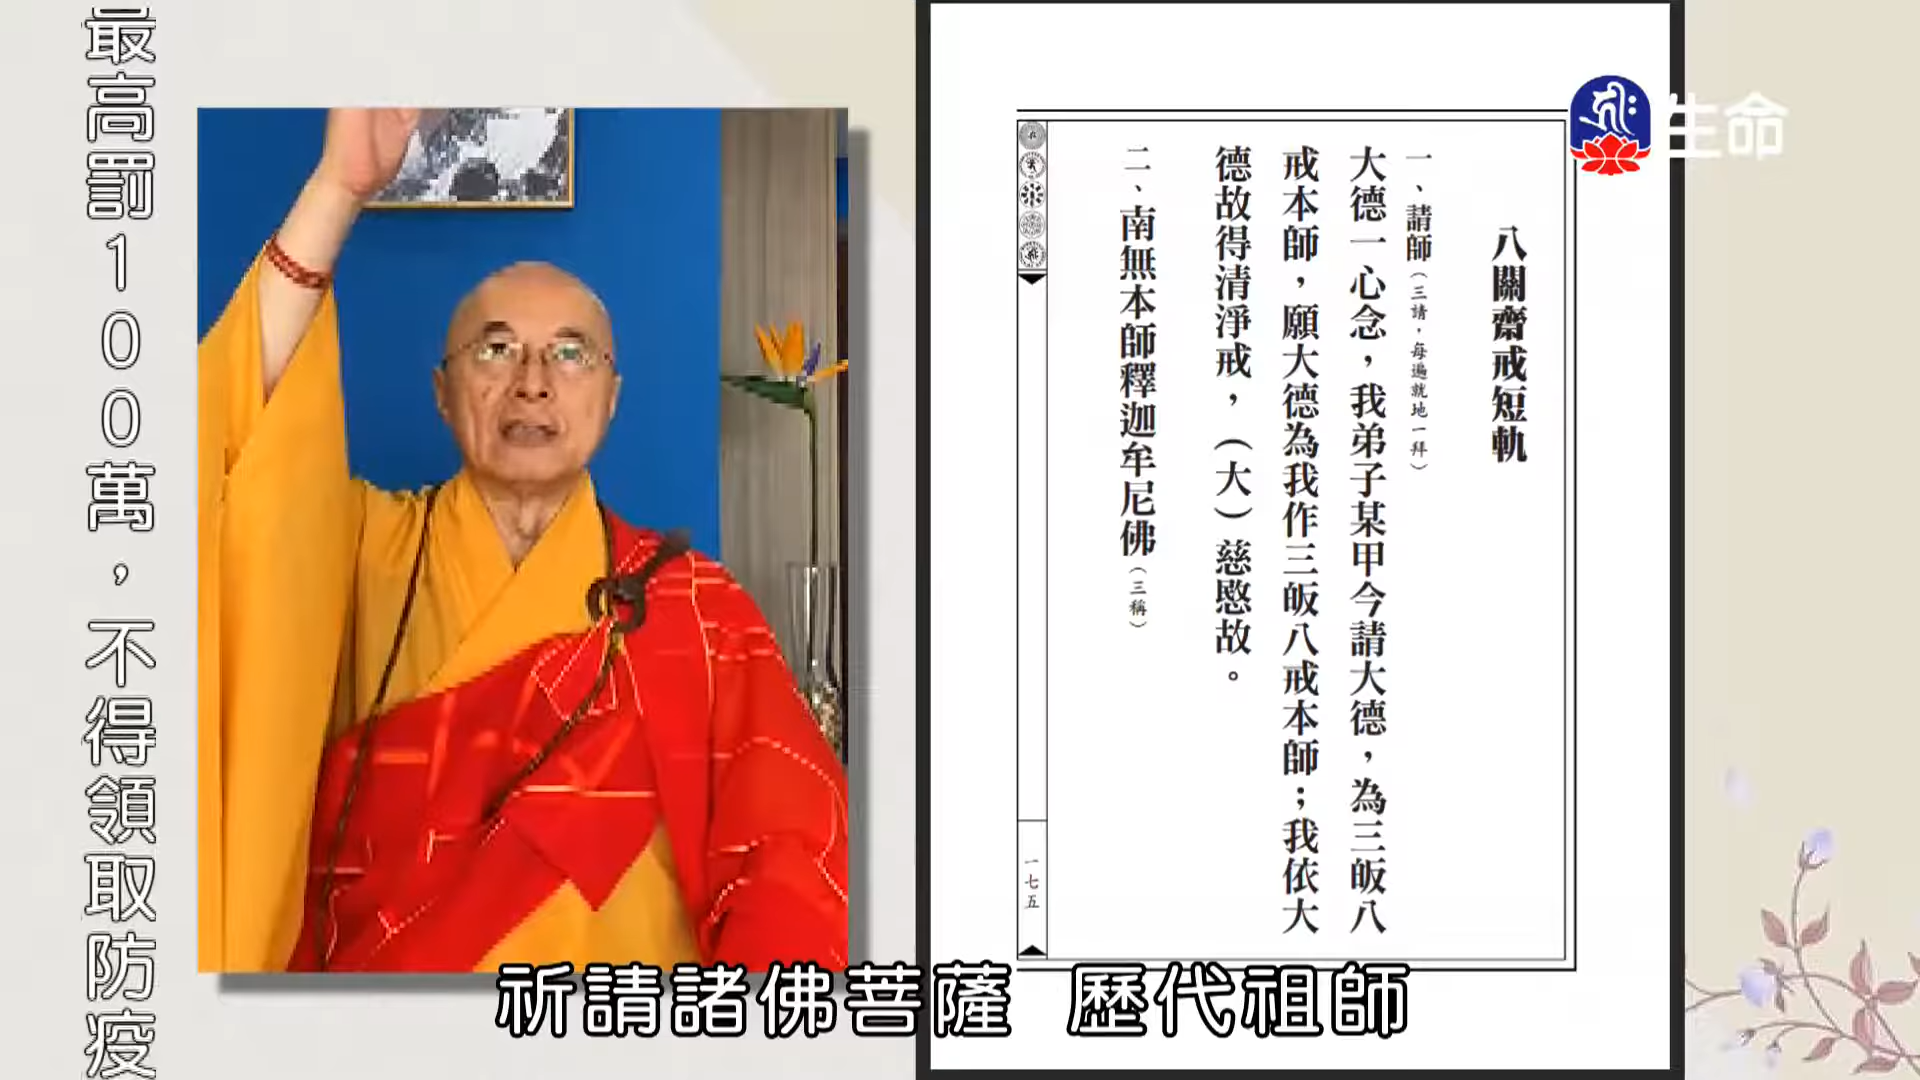 最高罰100萬，不得領取防疫
生命
八關齋戒短軌
一、請師（三請，每遍就地一拜）
大德一心念，我弟子某甲今請大德，為三皈八
戒本師，願大德為我作三皈八戒本師；我依大
德故得清淨戒，（大）慈愍故。
二、南無本師釋迦牟尼佛（三稱）
一七五
祈請諸佛菩薩 歷代祖師